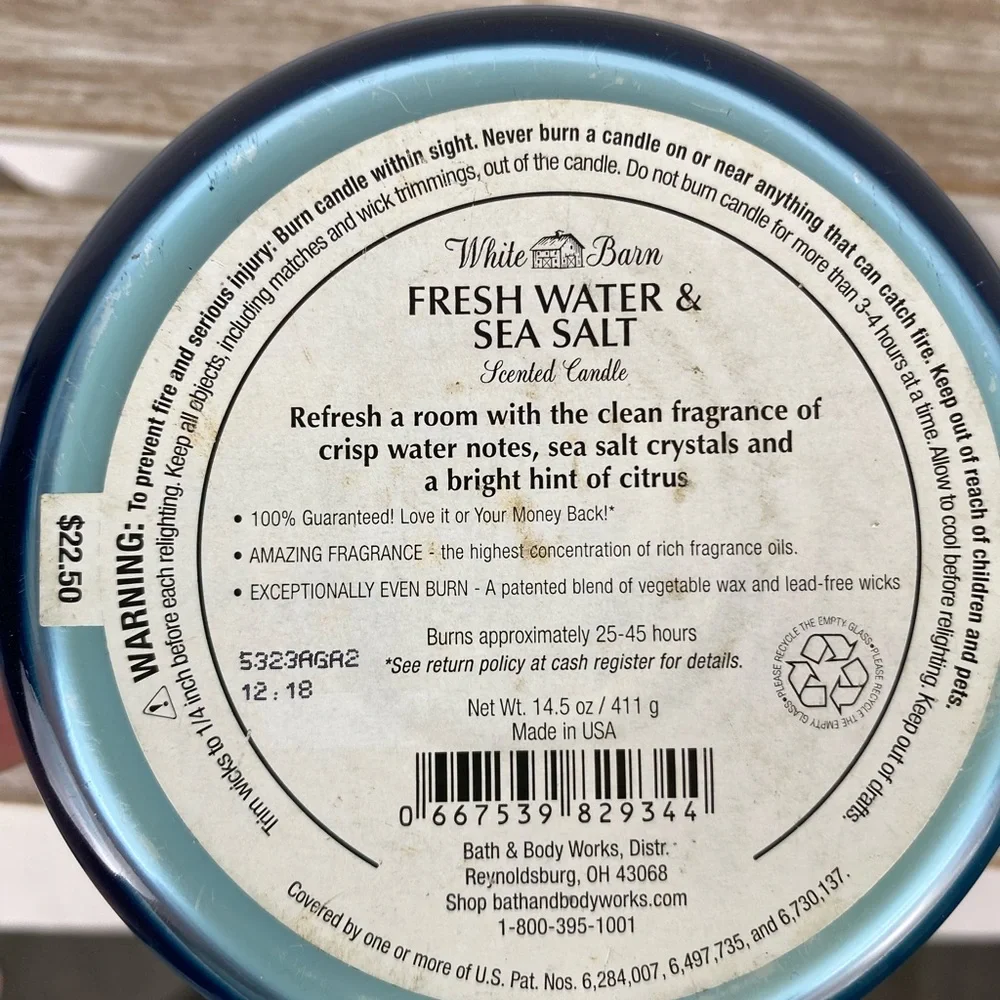 WARNING: To prevent fire and serious injury: Burn candle within sight. Never burn a candle on or near anything that can catch fire. Keep out of reach of children and pets.
Trim wicks to 1/4 inch before each relighting. Keep all objects, including matches and wick trimmings, out of the candle. Do not burn candle for more than 3-4 hours at a time. Allow to cool before relighting. Keep out of drafts.
White Barn
FRESH WATER &
SEA SALT
Scented Candle
Refresh a room with the clean fragrance of
crisp water notes, sea salt crystals and
a bright hint of citrus
• 100% Guaranteed! Love it or Your Money Back!*
• AMAZING FRAGRANCE - the highest concentration of rich fragrance oils.
• EXCEPTIONALLY EVEN BURN - A patented blend of vegetable wax and lead-free wicks
$22.50
Burns approximately 25-45 hours
*See return policy at cash register for details.
5323AGA2
12:18
PLEASE RECYCLE THE EMPTY GLASS•PLEASE RECYCLE THE EMPTY GLASS•
Net Wt. 14.5 oz / 411 g
Made in USA
0 667539 829344
Bath & Body Works, Distr.
Reynoldsburg, OH 43068
Shop bathandbodyworks.com
1-800-395-1001
Covered by one or more of U.S. Pat. Nos. 6,284,007, 6,497,735, and 6,730,137.